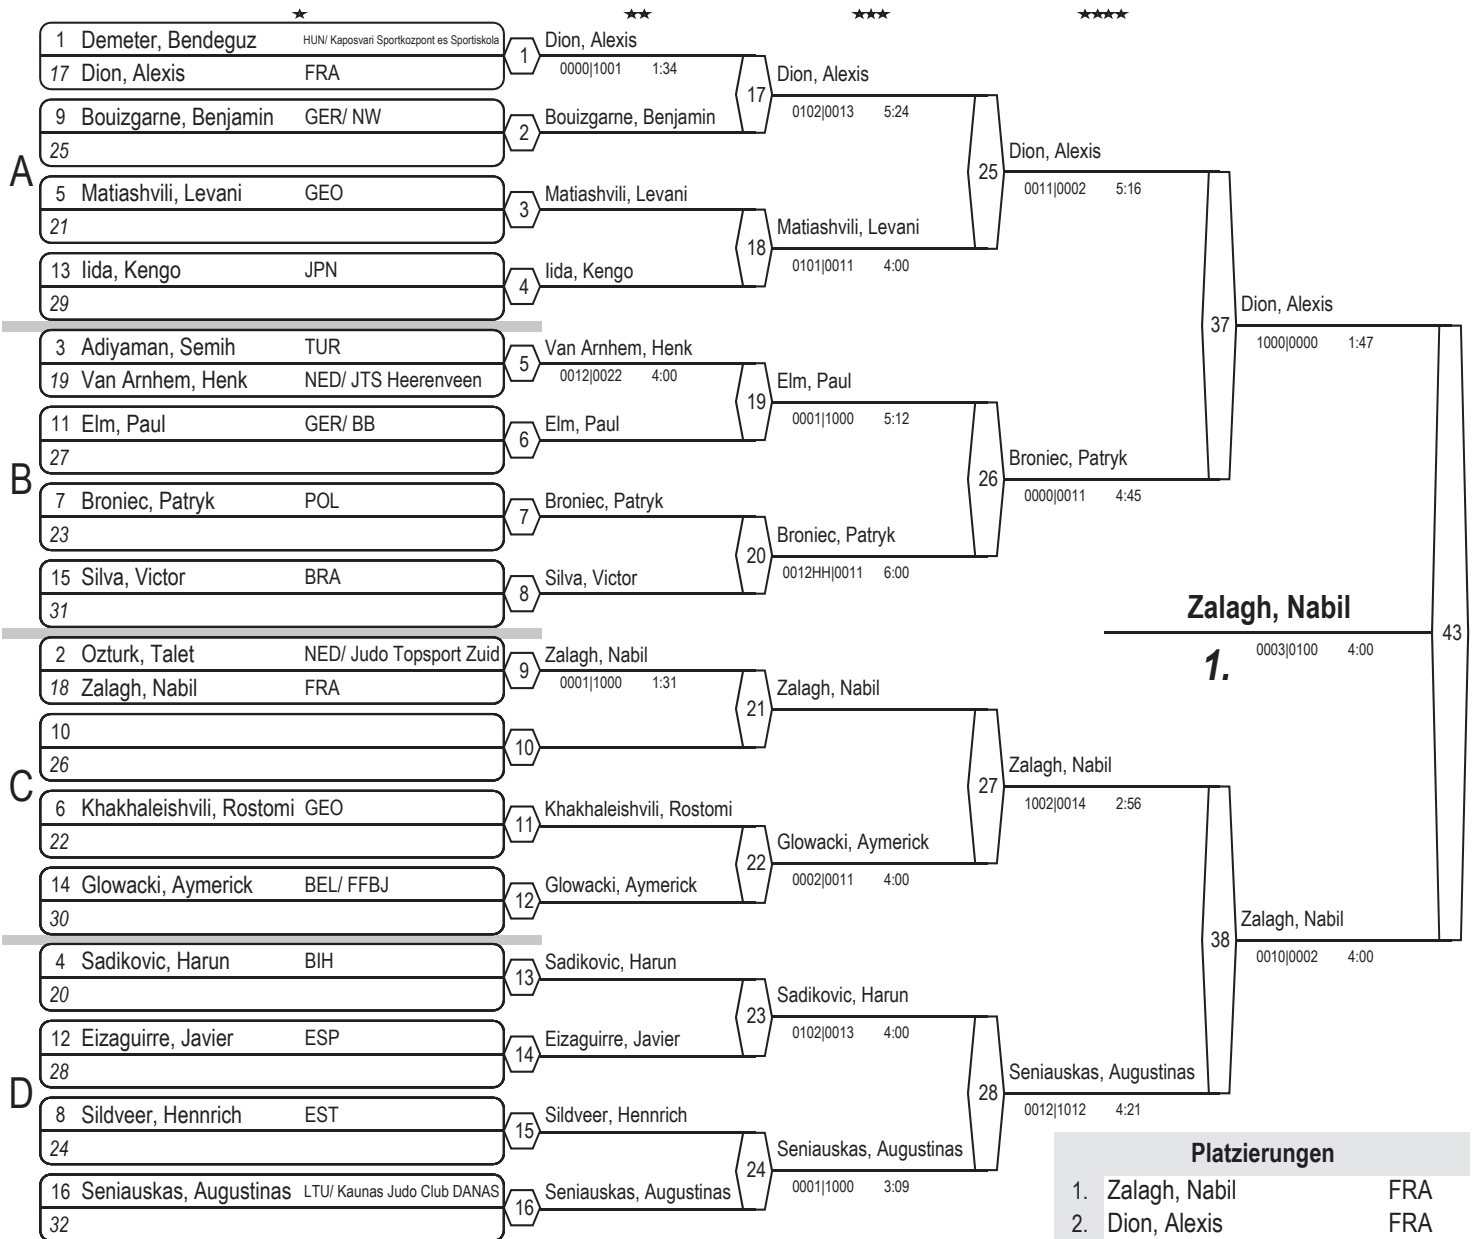 ★ ★★ ★★★ ★★★★
A
1 Demeter, Bendeguz HUN/ Kaposvari Sportkozpont es Sportiskola
17 Dion, Alexis FRA
9 Bouizgarne, Benjamin GER/ NW
25
5 Matiashvili, Levani GEO
21
13 Iida, Kengo JPN
29
B
3 Adiyaman, Semih TUR
19 Van Arnhem, Henk NED/ JTS Heerenveen
11 Elm, Paul GER/ BB
27
7 Broniec, Patryk POL
23
15 Silva, Victor BRA
31
C
2 Ozturk, Talet NED/ Judo Topsport Zuid
18 Zalagh, Nabil FRA
10
26
6 Khakhaleishvili, Rostomi GEO
22
14 Glowacki, Aymerick BEL/ FFBJ
30
D
4 Sadikovic, Harun BIH
20
12 Eizaguirre, Javier ESP
28
8 Sildveer, Hennrich EST
24
16 Seniauskas, Augustinas LTU/ Kaunas Judo Club DANAS
32
1 Dion, Alexis
0000|1001 1:34
2 Bouizgarne, Benjamin
3 Matiashvili, Levani
4 Iida, Kengo
5 Van Arnhem, Henk
0012|0022 4:00
6 Elm, Paul
7 Broniec, Patryk
8 Silva, Victor
9 Zalagh, Nabil
0001|1000 1:31
10
11 Khakhaleishvili, Rostomi
12 Glowacki, Aymerick
13 Sadikovic, Harun
14 Eizaguirre, Javier
15 Sildveer, Hennrich
16 Seniauskas, Augustinas
17 Dion, Alexis
0102|0013 5:24
18 Matiashvili, Levani
0101|0011 4:00
19 Elm, Paul
0001|1000 5:12
20 Broniec, Patryk
0012HH|0011 6:00
21 Zalagh, Nabil
22 Glowacki, Aymerick
0002|0011 4:00
23 Sadikovic, Harun
0102|0013 4:00
24 Seniauskas, Augustinas
0001|1000 3:09
25 Dion, Alexis
0011|0002 5:16
26 Broniec, Patryk
0000|0011 4:45
27 Zalagh, Nabil
1002|0014 2:56
28 Seniauskas, Augustinas
0012|1012 4:21
37 Dion, Alexis
1000|0000 1:47
38 Zalagh, Nabil
0010|0002 4:00
43 Zalagh, Nabil
1. 0003|0100 4:00
Platzierungen
1. Zalagh, Nabil FRA
2. Dion, Alexis FRA